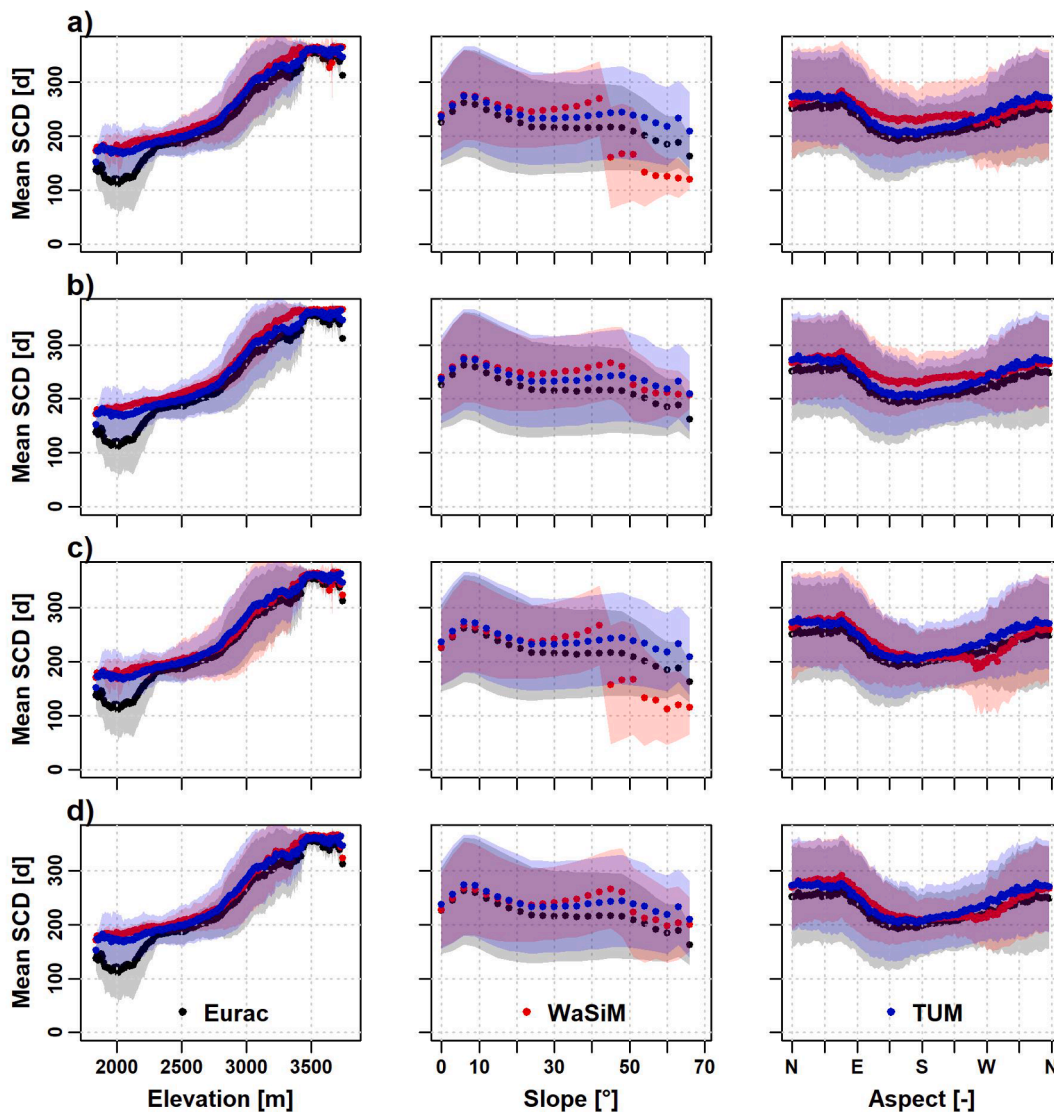 a)
Mean SCD [d]
0 100 200 300
b)
Mean SCD [d]
0 100 200 300
c)
Mean SCD [d]
0 100 200 300
d)
Mean SCD [d]
0 100 200 300
Eurac WaSiM TUM
2000 2500 3000 3500 0 10 30 50 70 N E S W N
Elevation [m] Slope [°] Aspect [-]